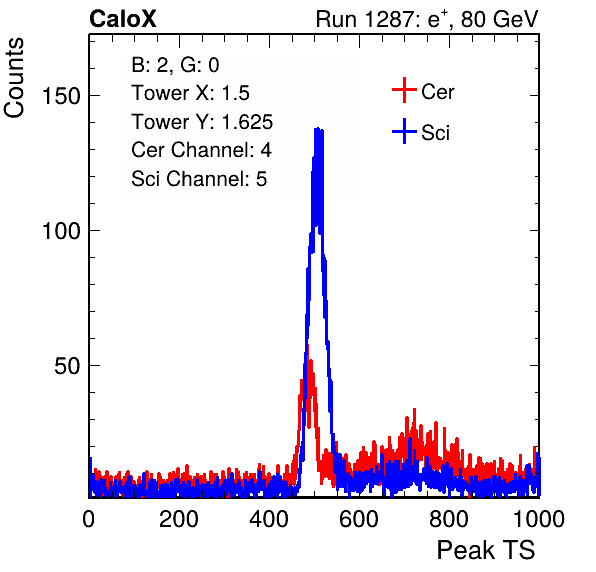 CaloX Run 1287: e⁺, 80 GeV
Counts
B: 2, G: 0
Tower X: 1.5
Tower Y: 1.625
Cer Channel: 4
Sci Channel: 5
Cer
Sci
150
100
50
0 200 400 600 800 1000
Peak TS